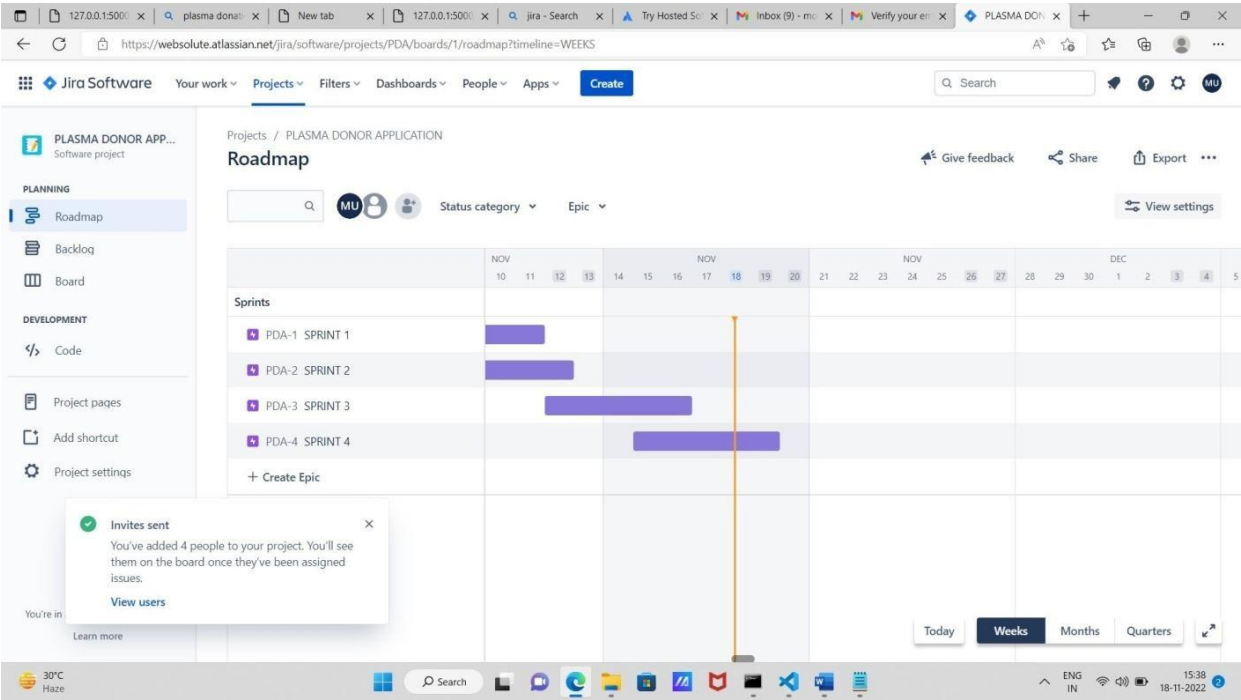 127.0.0.1:5000
plasma donati
New tab
127.0.0.1:5000
jira - Search
Try Hosted So
Inbox (9) - mo
Verify your em
PLASMA DON
https://websolute.atlassian.net/jira/software/projects/PDA/boards/1/roadmap?timeline=WEEKS
Jira Software Your work Projects Filters Dashboards People Apps Create Search MU
PLASMA DONOR APP...
Software project
PLANNING
Roadmap
Backlog
Board
DEVELOPMENT
Code
Project pages
Add shortcut
Project settings
Projects / PLASMA DONOR APPLICATION
Roadmap
Give feedback Share Export
MU Status category Epic View settings
NOV NOV NOV DEC
10 11 12 13 14 15 16 17 18 19 20 21 22 23 24 25 26 27 28 29 30 1 2 3 4 5
Sprints
PDA-1 SPRINT 1
PDA-2 SPRINT 2
PDA-3 SPRINT 3
PDA-4 SPRINT 4
+ Create Epic
Invites sent
You've added 4 people to your project. You'll see
them on the board once they've been assigned
issues.
View users
You're in
Learn more
Today Weeks Months Quarters
30°C
Haze
Search
ENG
IN
15:38
18-11-2022
2